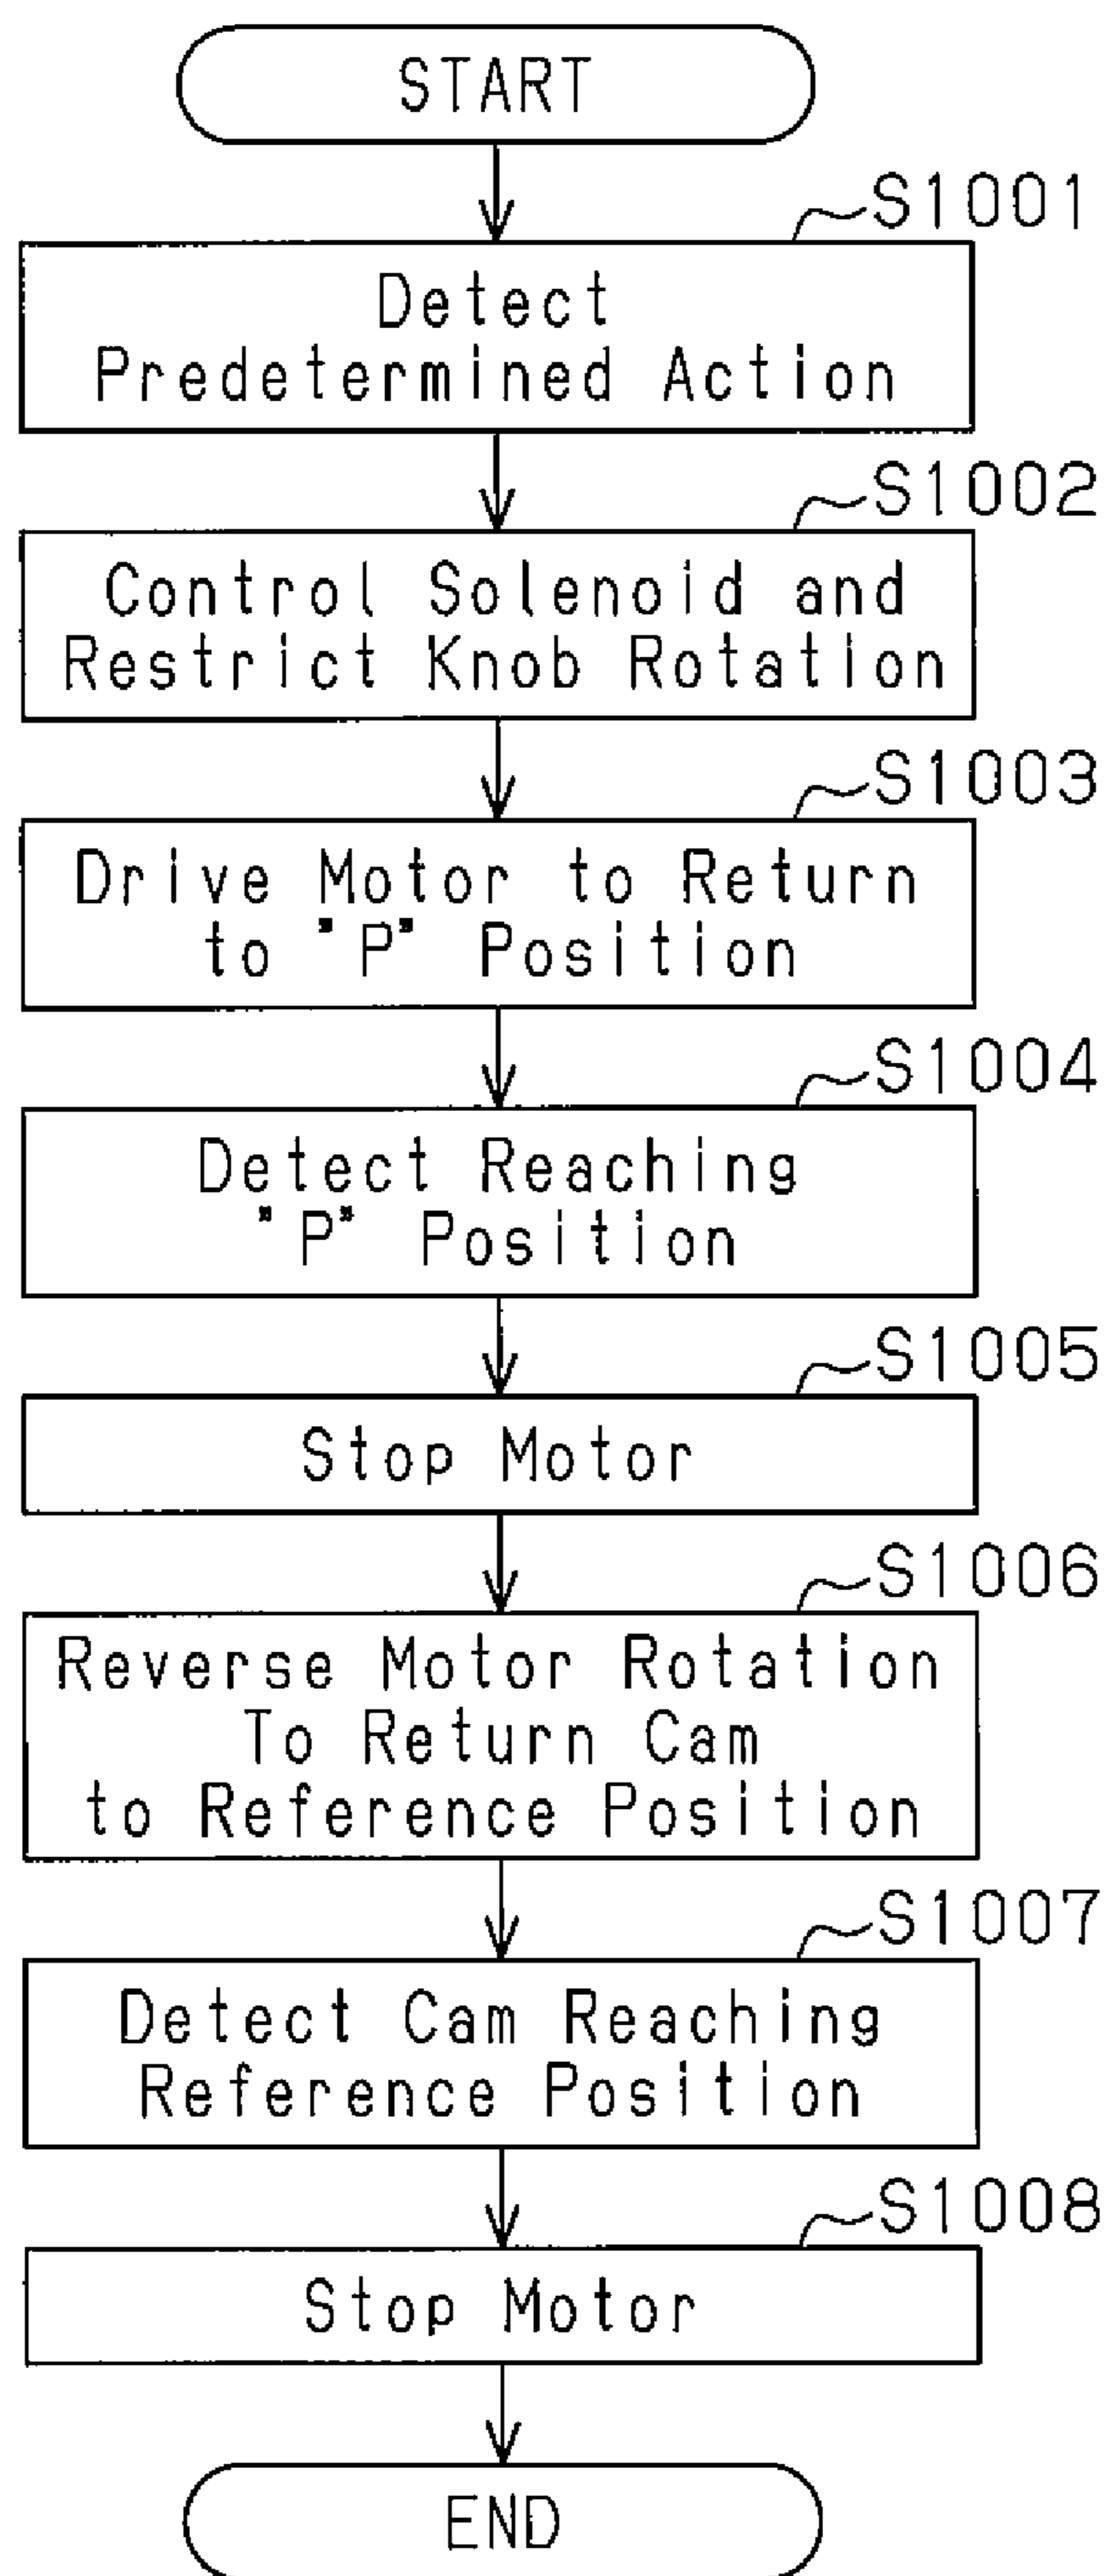 START
S1001
Detect
Predetermined Action
S1002
Control Solenoid and
Restrict Knob Rotation
S1003
Drive Motor to Return
to "P" Position
S1004
Detect Reaching
"P" Position
S1005
Stop Motor
S1006
Reverse Motor Rotation
To Return Cam
to Reference Position
S1007
Detect Cam Reaching
Reference Position
S1008
Stop Motor
END